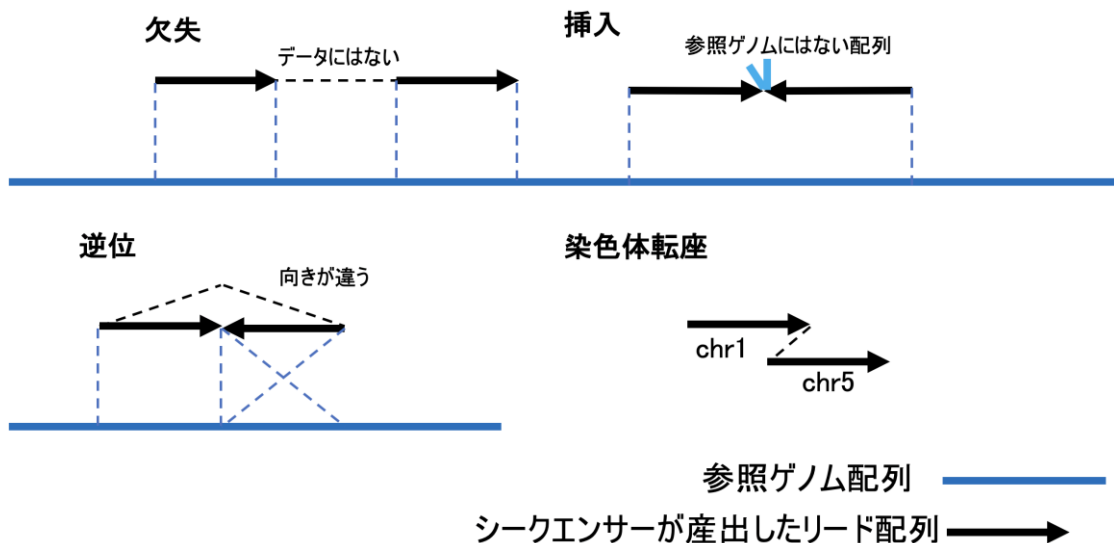 欠失
データにはない
挿入
参照ゲノムにはない配列
逆位
向きが違う
染色体転座
chr1
chr5
参照ゲノム配列
シークエンサーが産出したリード配列